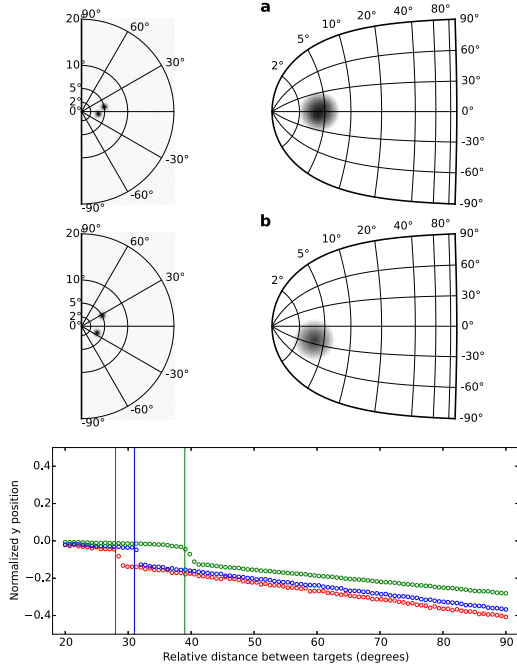 a
20° 90° 60° 30° 10° 5° 2° 0° -30° -60° -90°
2° 5° 10° 20° 40° 80° 90° 60° 30° 0° -30° -60° -90°
b
20° 90° 60° 30° 10° 5° 2° 0° -30° -60° -90°
2° 5° 10° 20° 40° 80° 90° 60° 30° 0° -30° -60° -90°
Normalized y position
0.4
0.2
0.0
−0.2
−0.4
20 30 40 50 60 70 80 90
Relative distance between targets (degrees)